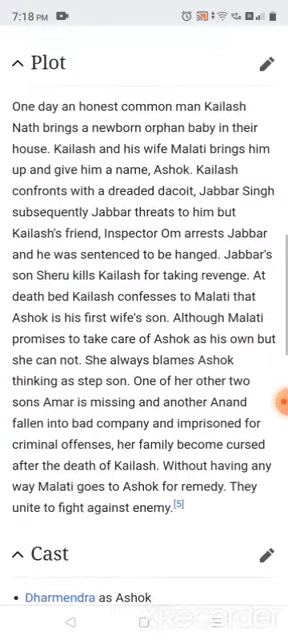 7:18 PM
Plot
One day an honest common man Kailash
Nath brings a newborn orphan baby in their
house. Kailash and his wife Malati brings him
up and give him a name, Ashok. Kailash
confronts with a dreaded dacoit, Jabbar Singh
subsequently Jabbar threats to him but
Kailash's friend, Inspector Om arrests Jabbar
and he was sentenced to be hanged. Jabbar's
son Sheru kills Kailash for taking revenge. At
death bed Kailash confesses to Malati that
Ashok is his first wife's son. Although Malati
promises to take care of Ashok as his own but
she can not. She always blames Ashok
thinking as step son. One of her other two
sons Amar is missing and another Anand
fallen into bad company and imprisoned for
criminal offenses, her family become cursed
after the death of Kailash. Without having any
way Malati goes to Ashok for remedy. They
unite to fight against enemy.[5]
Cast
• Dharmendra as Ashok
XRecorder